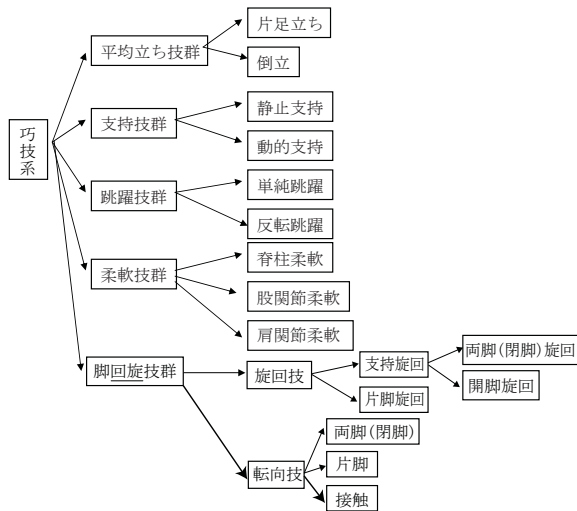 巧技系
平均立ち技群
片足立ち
倒立
支持技群
静止支持
動的支持
跳躍技群
単純跳躍
反転跳躍
柔軟技群
脊柱柔軟
股関節柔軟
肩関節柔軟
脚回旋技群
旋回技
支持旋回
両脚(閉脚)旋回
開脚旋回
片脚旋回
転向技
両脚(閉脚)
片脚
接触